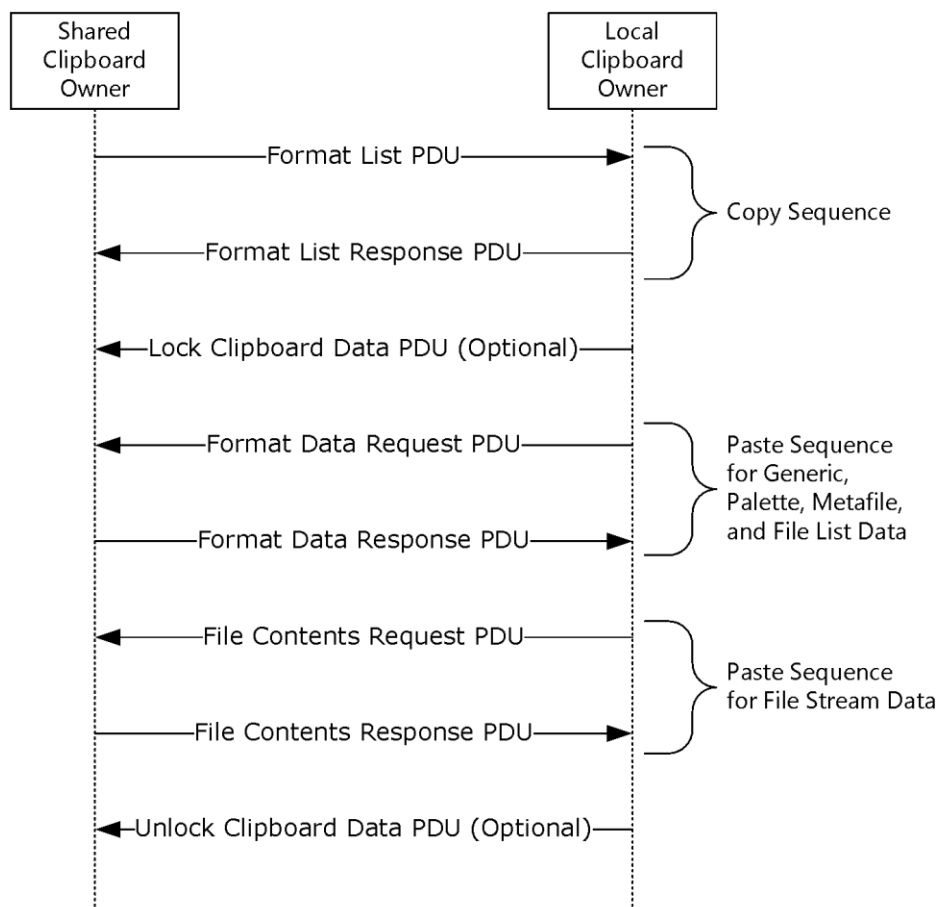 Shared
Clipboard
Owner
Local
Clipboard
Owner
Format List PDU
Copy Sequence
Format List Response PDU
Lock Clipboard Data PDU (Optional)
Format Data Request PDU
Paste Sequence
for Generic,
Palette, Metafile,
and File List Data
Format Data Response PDU
File Contents Request PDU
Paste Sequence
for File Stream Data
File Contents Response PDU
Unlock Clipboard Data PDU (Optional)